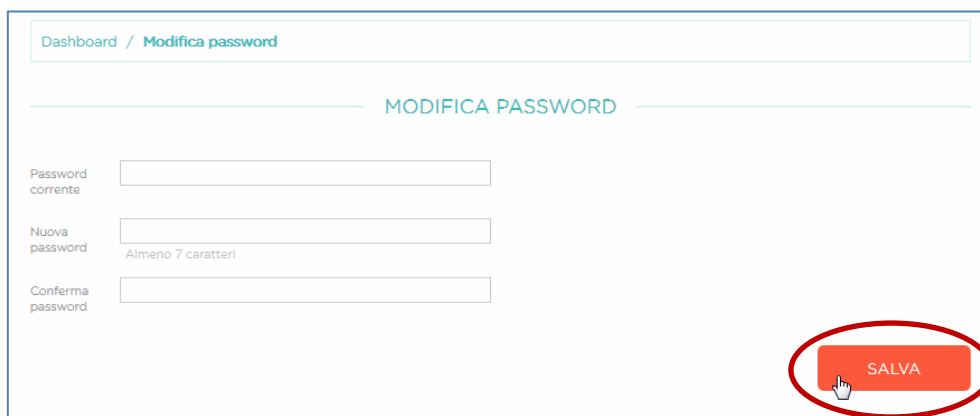 Dashboard / Modifica password
MODIFICA PASSWORD
Password
corrente
Nuova
password
Almeno 7 caratteri
Conferma
password
SALVA